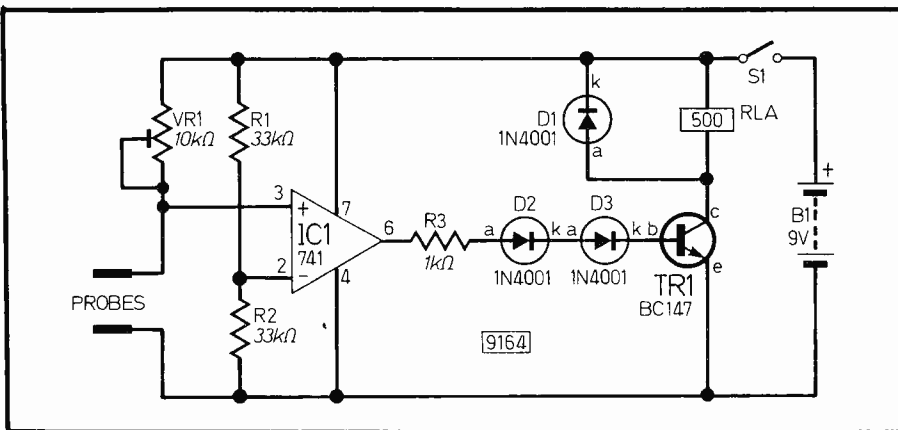 VR1
10kΩ
R1
33kΩ
3
+
IC1
741
2
−
7
4
6
R2
33kΩ
PROBES
R3
1kΩ
D1
1N4001
k
a
D2
a
k
1N4001
D3
a
k
1N4001
b
c
e
TR1
BC147
500
RLA
S1
+
B1
9V
9164